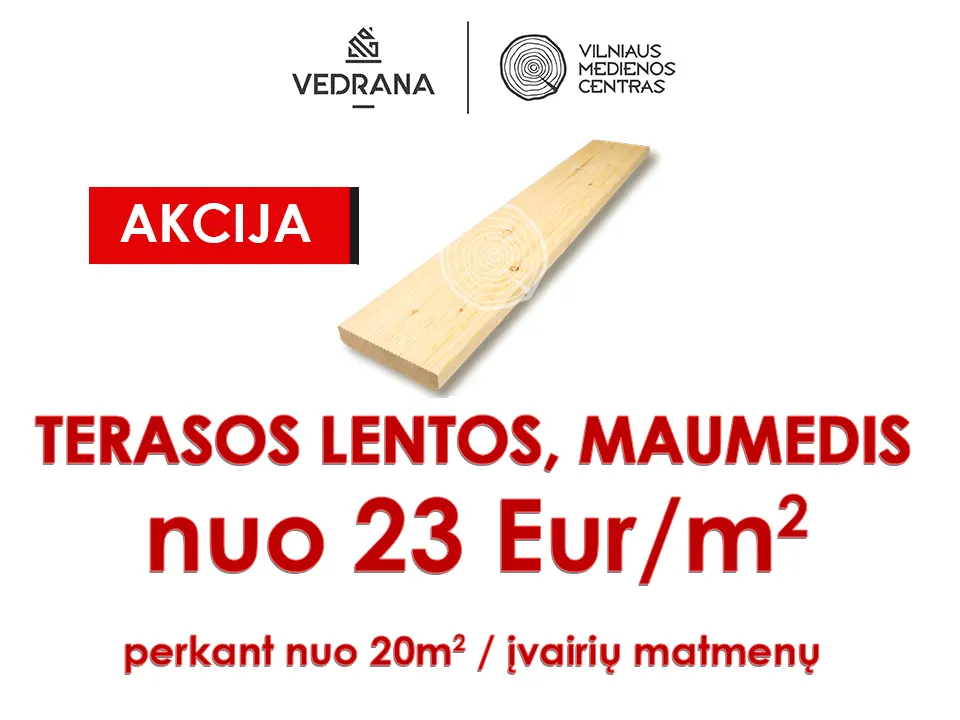 VEDRANA
VILNIAUS
MEDIENOS
CENTRAS
AKCIJA
TERASOS LENTOS, MAUMEDIS
nuo 23 Eur/m²
perkant nuo 20m² / įvairių matmenų